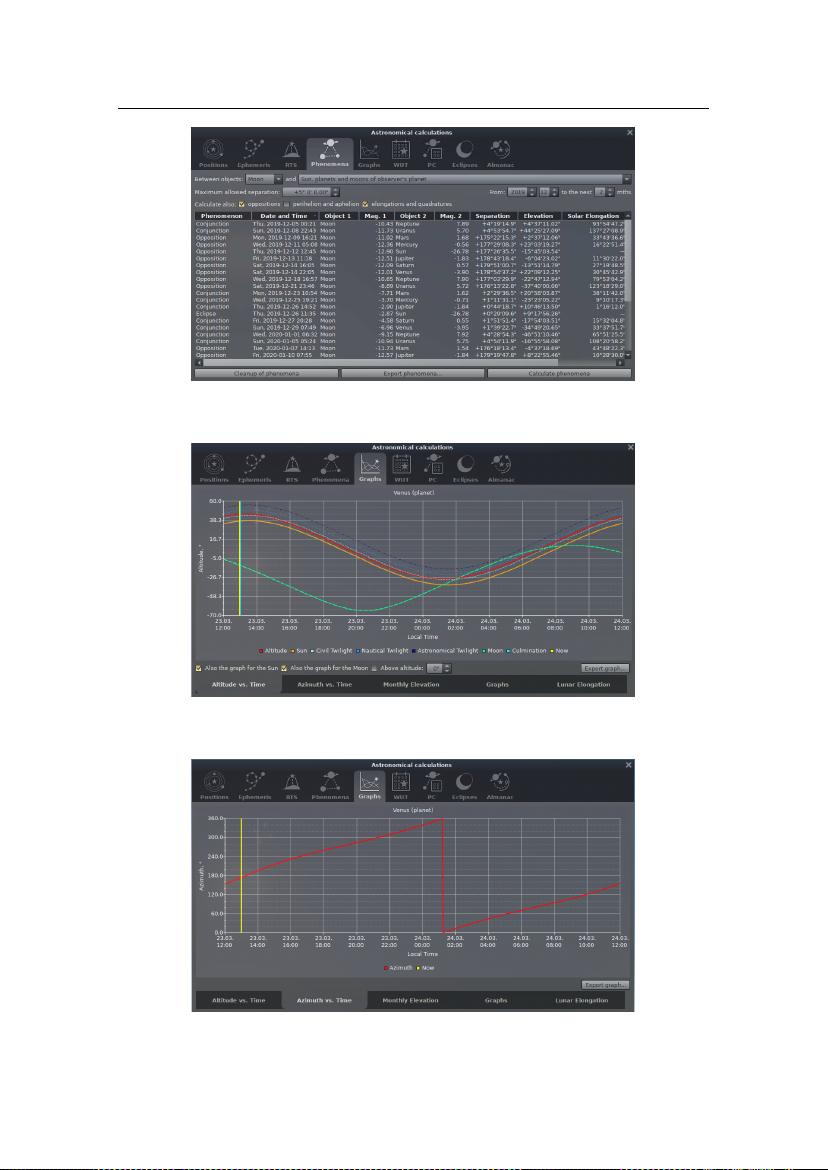 Astronomical calculations
Positions Ephemeris RTS Phenomena Graphs WUT PC Eclipses Almanac
Between objects: Moon and Sun, planets and moons of observer's planet
Maximum allowed separation: +5° 0' 0.00" From: 2019 12 to the next 2 mths
Calculate also: oppositions perihelion and aphelion elongations and quadratures
Phenomenon Date and Time Object 1 Mag. 1 Object 2 Mag. 2 Separation Elevation Solar Elongation
Conjunction Thu, 2019-12-05 00:21 Moon -10.43 Neptune 7.89 +4°19'14.9" +4°37'11.02" 95°54'47.2"
Conjunction Sun, 2019-12-08 22:43 Moon -11.73 Uranus 5.70 +4°53'54.7" +44°25'27.09" 137°27'08.9"
Opposition Mon, 2019-12-09 16:21 Moon -11.02 Mars 1.68 +175°22'15.3" +2°37'12.06" 33°43'36.6"
Opposition Wed, 2019-12-11 05:08 Moon -12.36 Mercury -0.56 +177°29'08.3" +23°03'19.27" 16°22'51.4"
Opposition Thu, 2019-12-12 12:45 Moon -12.90 Sun -26.78 +177°26'35.5" -15°45'03.54" —
Opposition Fri, 2019-12-13 11:18 Moon -12.51 Jupiter -1.83 +178°43'18.4" -6°04'23.02" 11°30'22.0"
Opposition Sat, 2019-12-14 16:05 Moon -12.09 Saturn 0.57 +179°51'00.7" -13°51'14.79" 27°19'48.5"
Opposition Sat, 2019-12-14 22:05 Moon -12.01 Venus -3.90 +178°54'37.2" +22°09'12.25" 30°45'42.9"
Opposition Wed, 2019-12-18 16:57 Moon -10.65 Neptune 7.90 +177°02'29.9" -22°47'12.94" 79°53'04.2"
Opposition Sat, 2019-12-21 23:46 Moon -8.69 Uranus 5.72 +176°13'22.8" -37°40'00.06" 123°18'29.0"
Conjunction Mon, 2019-12-23 10:54 Moon -7.71 Mars 1.62 +2°29'36.5" +20°38'00.87" 38°11'42.0"
Conjunction Wed, 2019-12-25 19:21 Moon -3.70 Mercury -0.71 +1°11'31.1" -23°23'05.22" 9°10'17.3"
Conjunction Thu, 2019-12-26 14:52 Moon -2.90 Jupiter -1.84 +0°10'44.7" +10°46'13.50" 1°18'12.0"
Eclipse Thu, 2019-12-26 11:35 Moon -2.87 Sun -26.78 +0°29'09.6" +9°17'56.26" —
Conjunction Fri, 2019-12-27 20:28 Moon -4.58 Saturn 0.55 +1°51'51.4" -17°54'03.51" 15°32'04.8"
Conjunction Sun, 2019-12-29 07:49 Moon -6.96 Venus -3.95 +1°39'22.7" -34°49'20.65" 33°37'51.7"
Conjunction Wed, 2020-01-01 06:32 Moon -9.15 Neptune 7.92 +4°28'54.3" -46°51'10.46" 65°51'25.5"
Conjunction Sun, 2020-01-05 05:24 Moon -10.94 Uranus 5.75 +4°54'11.9" -16°55'58.08" 108°20'58.2"
Opposition Tue, 2020-01-07 14:13 Moon -11.73 Mars 1.54 +176°18'13.4" -4°37'18.69" 43°48'22.3"
Opposition Fri, 2020-01-10 07:55 Moon -12.57 Jupiter -1.84 +179°19'47.8" +8°22'55.46" 10°28'30.0"
Cleanup of phenomena Export phenomena... Calculate phenomena
Astronomical calculations
Positions Ephemeris RTS Phenomena Graphs WUT PC Eclipses Almanac
Venus (planet)
Altitude, °
60.0
38.3
16.7
-5.0
-26.7
-48.3
-70.0
23.03. 23.03. 23.03. 23.03. 23.03. 23.03. 24.03. 24.03. 24.03. 24.03. 24.03. 24.03. 24.03.
12:00 14:00 16:00 18:00 20:00 22:00 00:00 02:00 04:00 06:00 08:00 10:00 12:00
Local Time
Altitude Sun Civil Twilight Nautical Twilight Astronomical Twilight Moon Culmination Now
Also the graph for the Sun Also the graph for the Moon Above altitude: 0° Export graph...
Altitude vs. Time Azimuth vs. Time Monthly Elevation Graphs Lunar Elongation
Astronomical calculations
Positions Ephemeris RTS Phenomena Graphs WUT PC Eclipses Almanac
Venus (planet)
Azimuth, °
360.0
300.0
240.0
180.0
120.0
60.0
0.0
23.03. 23.03. 23.03. 23.03. 23.03. 23.03. 24.03. 24.03. 24.03. 24.03. 24.03. 24.03. 24.03.
12:00 14:00 16:00 18:00 20:00 22:00 00:00 02:00 04:00 06:00 08:00 10:00 12:00
Local Time
Azimuth Now
Export graph...
Altitude vs. Time Azimuth vs. Time Monthly Elevation Graphs Lunar Elongation